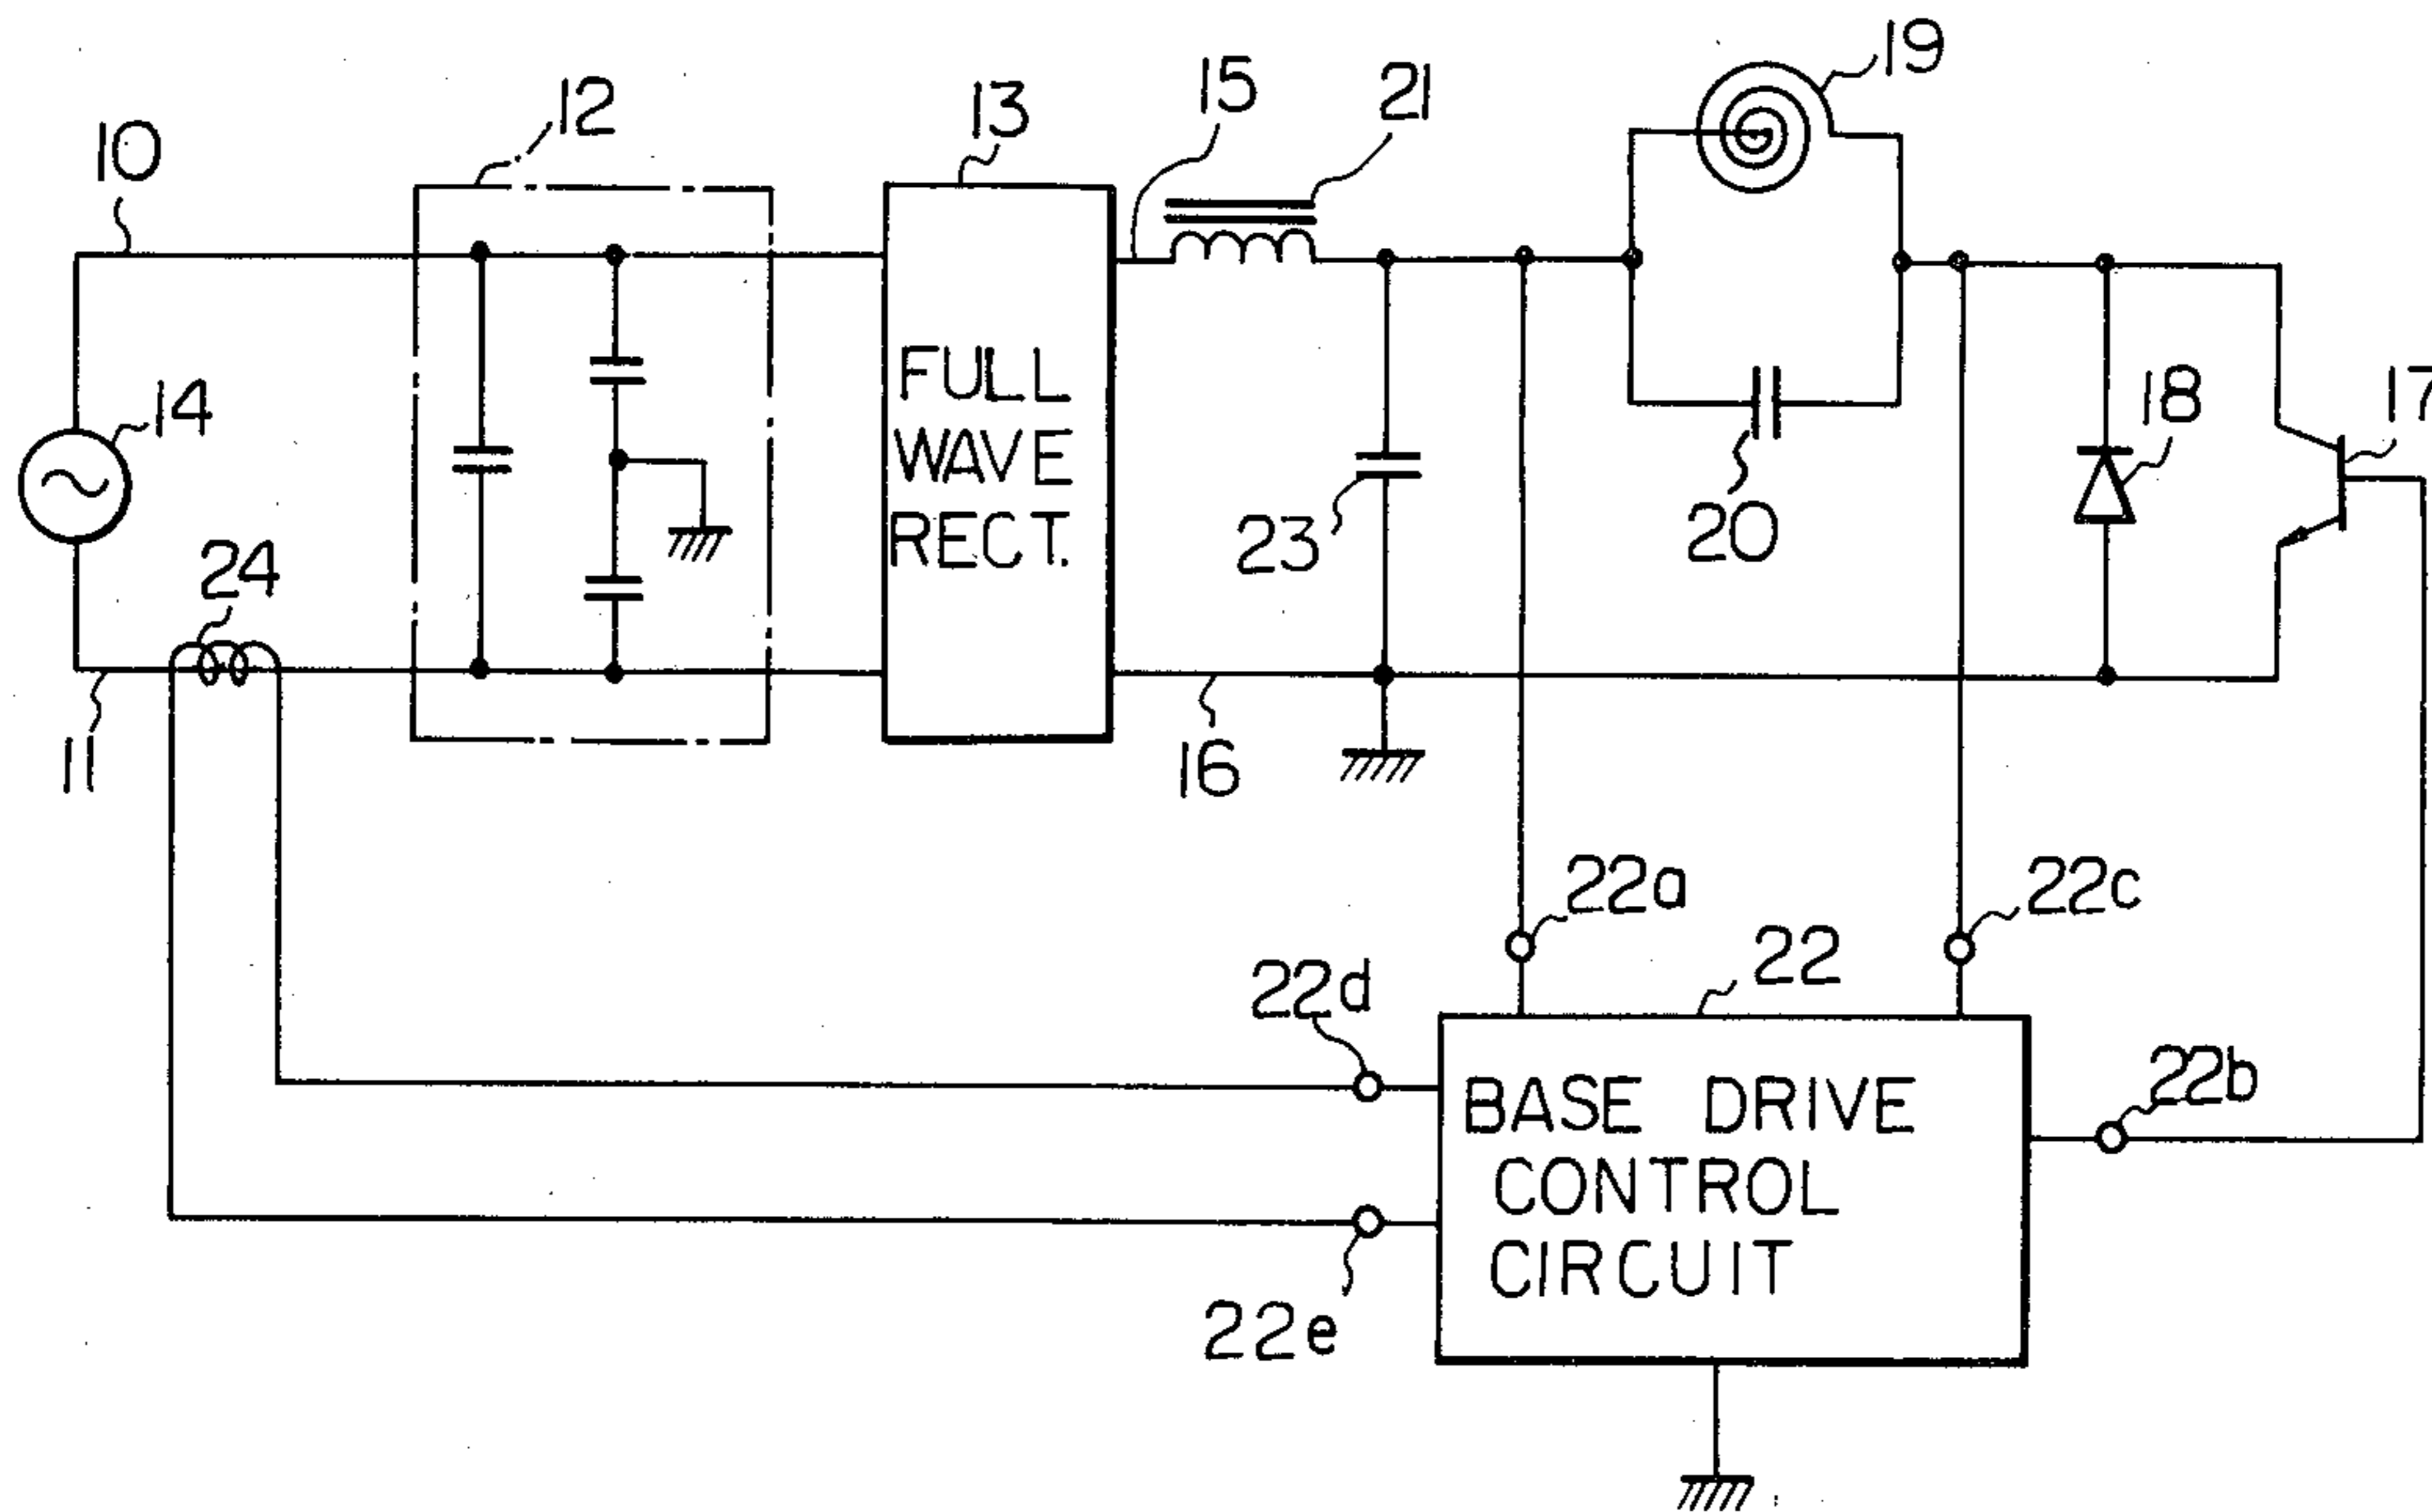 10
12
13
15
21
19
14
24
11
FULL
WAVE
RECT.
23
20
18
17
16
22a
22c
22
22d
22b
22e
BASE DRIVE
CONTROL
CIRCUIT